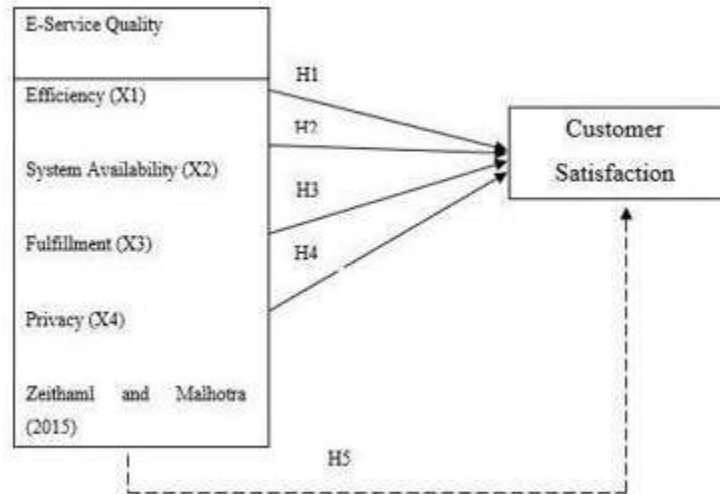 E-Service Quality
Efficiency (X1)
System Availability (X2)
Fulfillment (X3)
Privacy (X4)
Zeithaml and Malhotra
(2015)
H1
H2
H3
H4
H5
Customer
Satisfaction